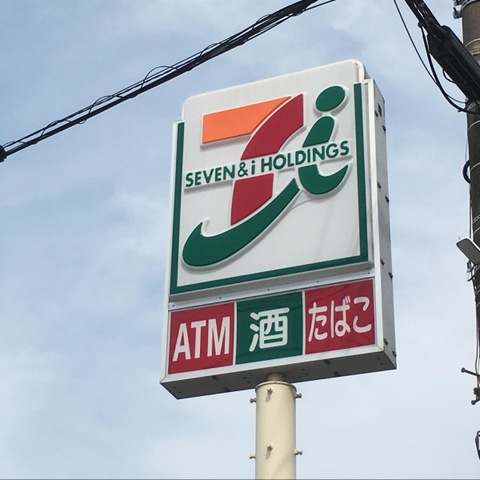 SEVEN & i HOLDINGS
ATM 酒 たばこ